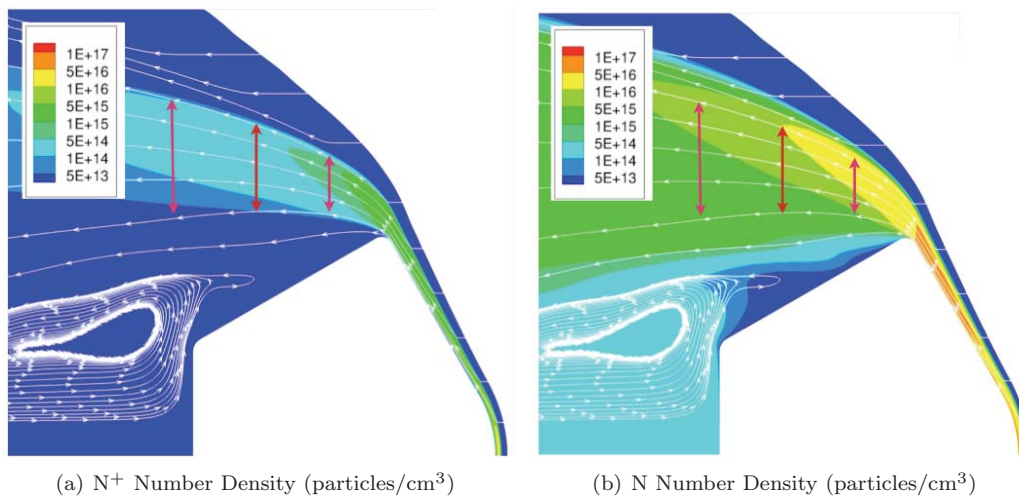 1E+17
5E+16
1E+16
5E+15
1E+15
5E+14
1E+14
5E+13
1E+17
5E+16
1E+16
5E+15
1E+15
5E+14
1E+14
5E+13
(a) N+ Number Density (particles/cm³)
(b) N Number Density (particles/cm³)